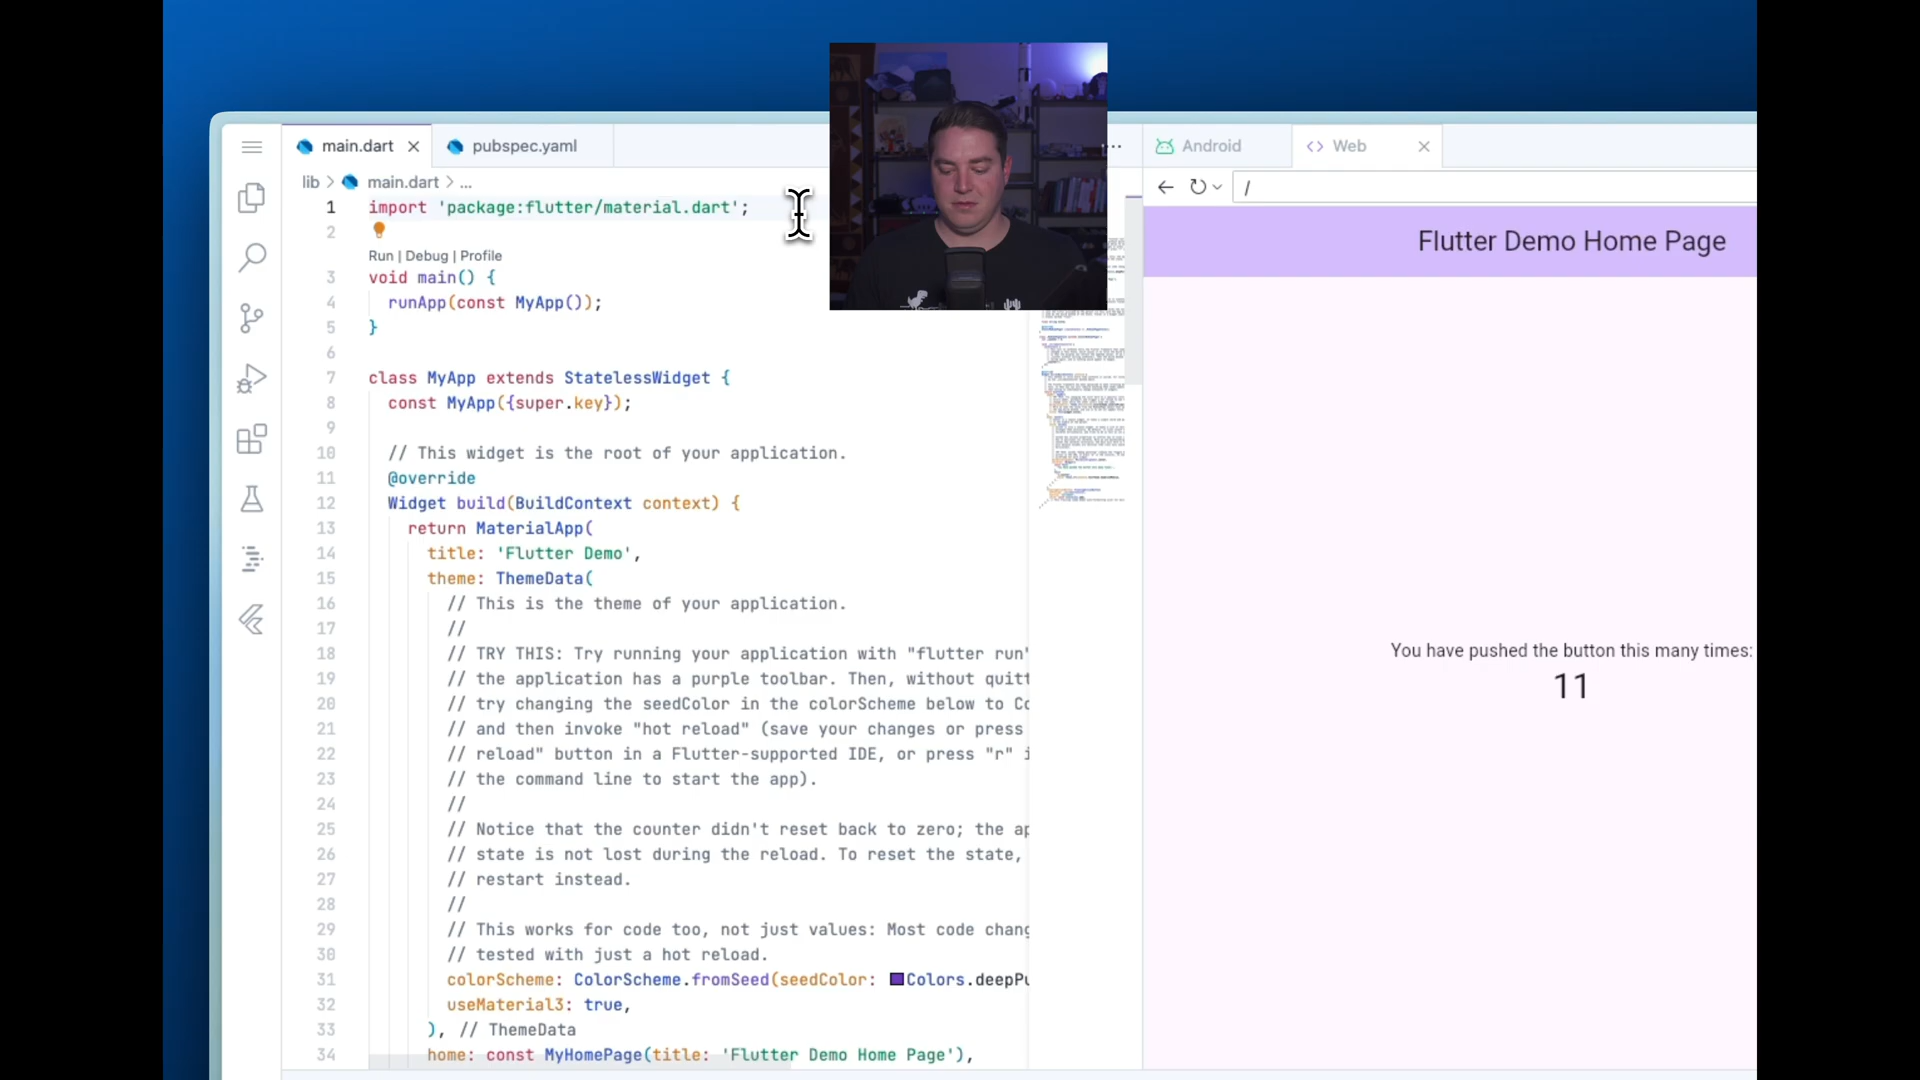 main.dart
pubspec.yaml
...
Android
<> Web
lib > main.dart > ...
/
1 import 'package:flutter/material.dart';
2
Run | Debug | Profile
3 void main() {
4 runApp(const MyApp());
5 }
6
7 class MyApp extends StatelessWidget {
8 const MyApp({super.key});
9
10 // This widget is the root of your application.
11 @override
12 Widget build(BuildContext context) {
13 return MaterialApp(
14 title: 'Flutter Demo',
15 theme: ThemeData(
16 // This is the theme of your application.
17 //
18 // TRY THIS: Try running your application with "flutter run"
19 // the application has a purple toolbar. Then, without quitt
20 // try changing the seedColor in the colorScheme below to Co
21 // and then invoke "hot reload" (save your changes or press
22 // reload" button in a Flutter-supported IDE, or press "r" i
23 // the command line to start the app).
24 //
25 // Notice that the counter didn't reset back to zero; the ap
26 // state is not lost during the reload. To reset the state,
27 // restart instead.
28 //
29 // This works for code too, not just values: Most code chang
30 // tested with just a hot reload.
31 colorScheme: ColorScheme.fromSeed(seedColor: Colors.deepPu
32 useMaterial3: true,
33 ), // ThemeData
34 home: const MyHomePage(title: 'Flutter Demo Home Page'),
Flutter Demo Home Page
You have pushed the button this many times:
11